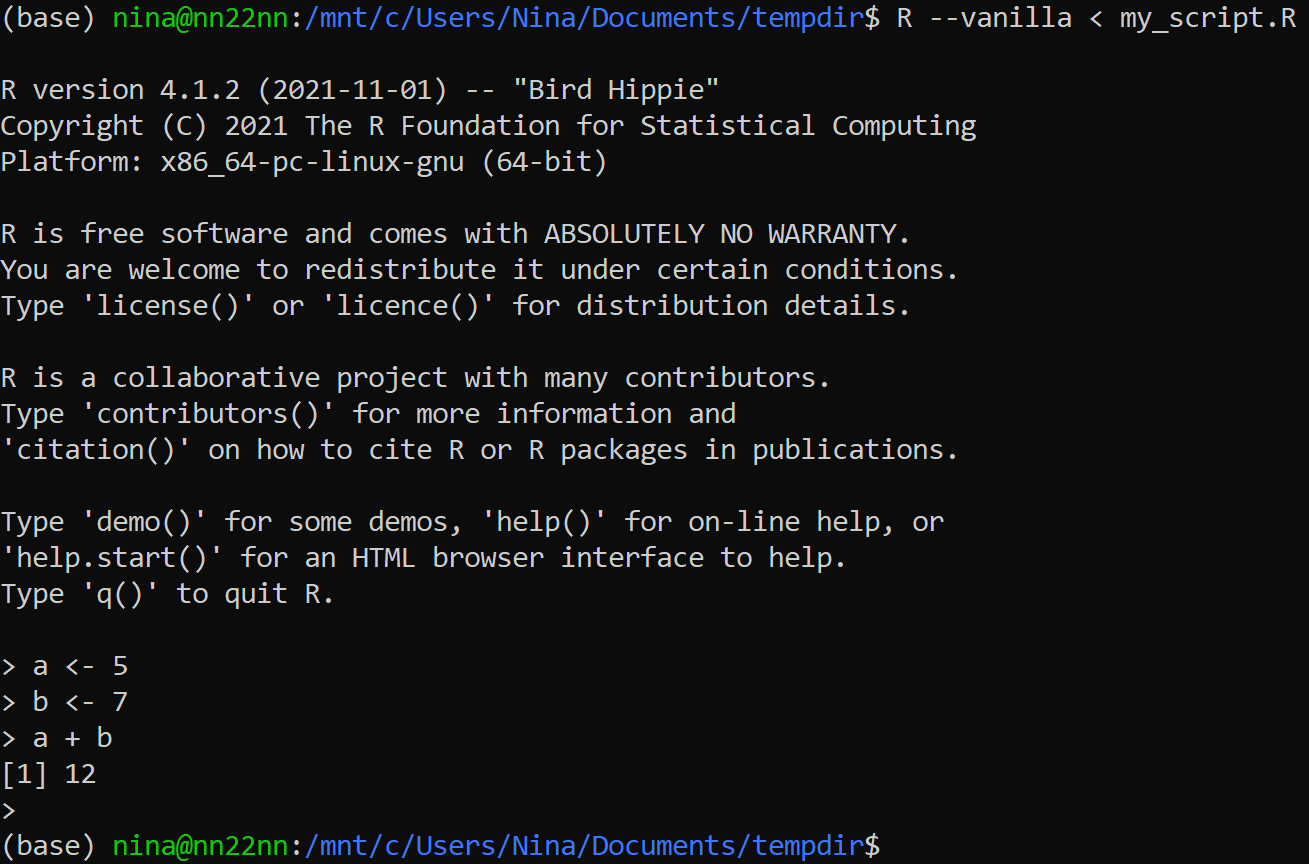 (base) nina@nn22nn:/mnt/c/Users/Nina/Documents/tempdir$ R --vanilla < my_script.R
R version 4.1.2 (2021-11-01) -- "Bird Hippie"
Copyright (C) 2021 The R Foundation for Statistical Computing
Platform: x86_64-pc-linux-gnu (64-bit)
R is free software and comes with ABSOLUTELY NO WARRANTY.
You are welcome to redistribute it under certain conditions.
Type 'license()' or 'licence()' for distribution details.
R is a collaborative project with many contributors.
Type 'contributors()' for more information and
'citation()' on how to cite R or R packages in publications.
Type 'demo()' for some demos, 'help()' for on-line help, or
'help.start()' for an HTML browser interface to help.
Type 'q()' to quit R.
> a <- 5
> b <- 7
> a + b
[1] 12
>
(base) nina@nn22nn:/mnt/c/Users/Nina/Documents/tempdir$